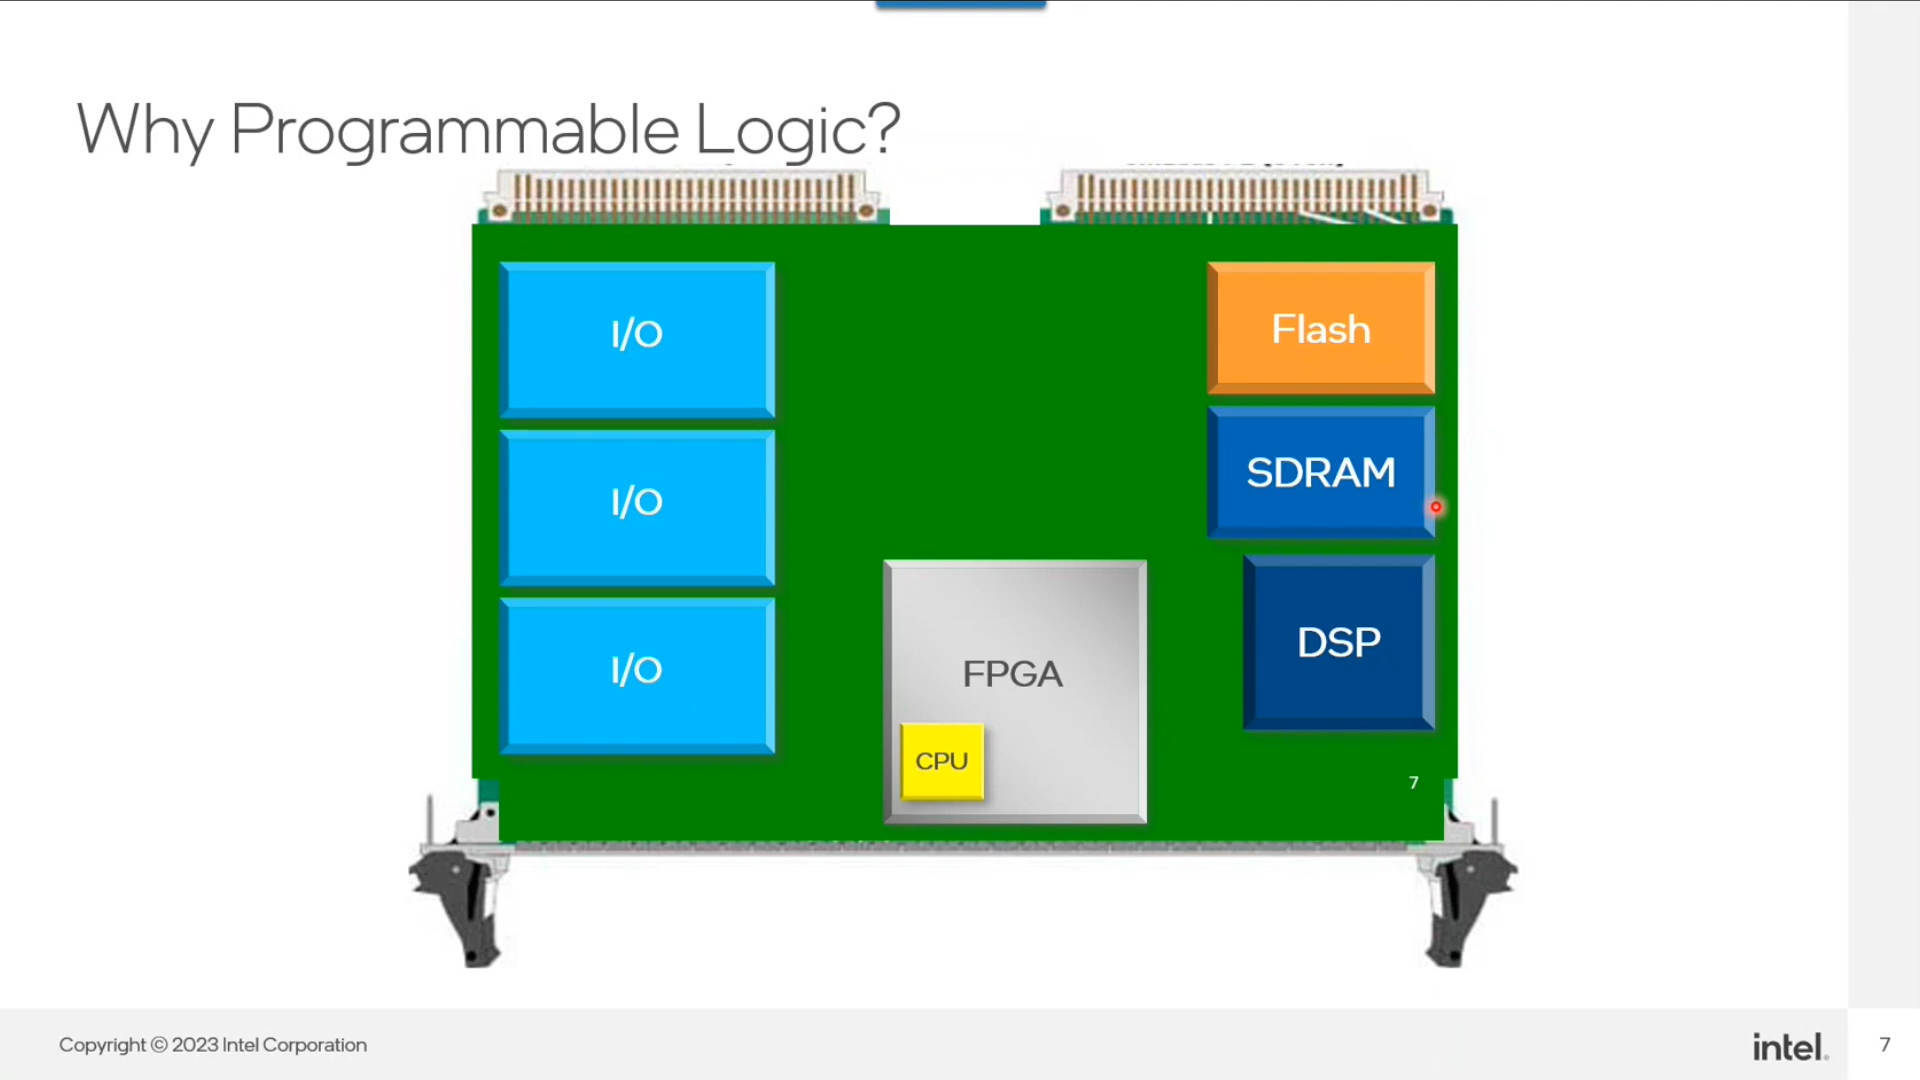 Why Programmable Logic?
I/O
Flash
I/O
SDRAM
I/O
FPGA
DSP
CPU
7
Copyright © 2023 Intel Corporation
intel.
7